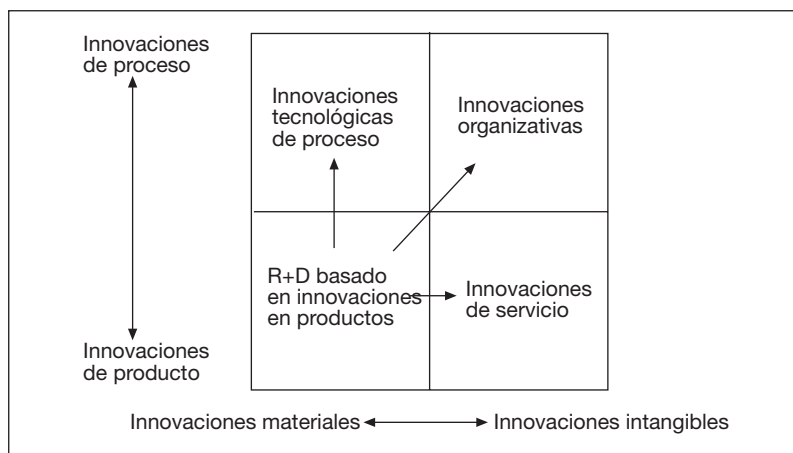 Innovaciones
de proceso
Innovaciones
tecnológicas
de proceso
Innovaciones
organizativas
R+D basado
en innovaciones
en productos
Innovaciones
de servicio
Innovaciones
de producto
Innovaciones materiales
Innovaciones intangibles